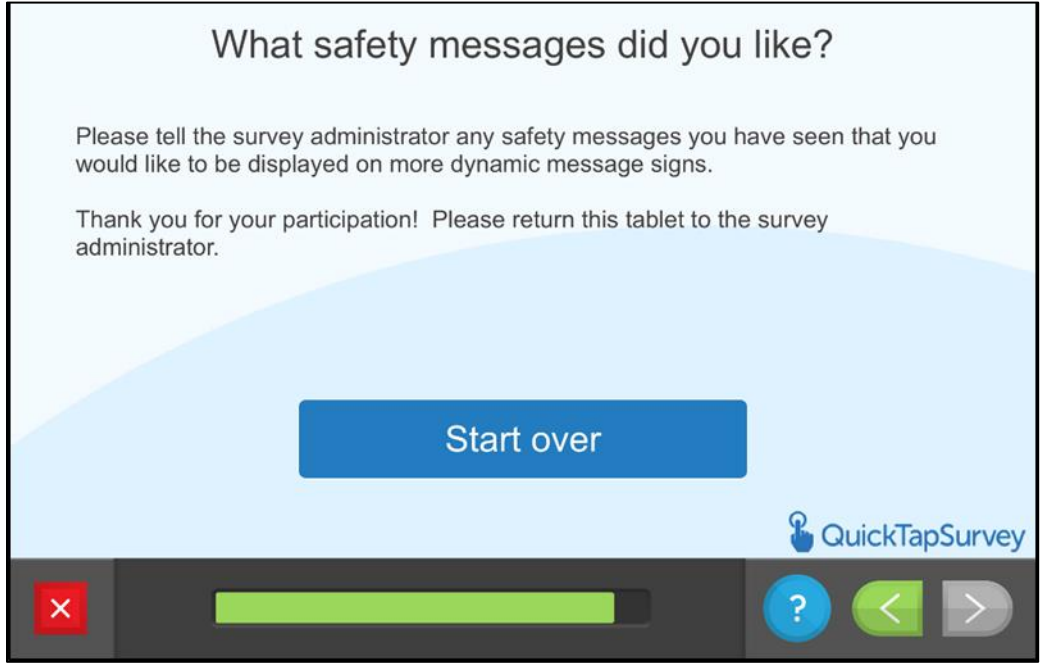 What safety messages did you like?
Please tell the survey administrator any safety messages you have seen that you
would like to be displayed on more dynamic message signs.
Thank you for your participation!  Please return this tablet to the survey
administrator.
Start over
QuickTapSurvey
?